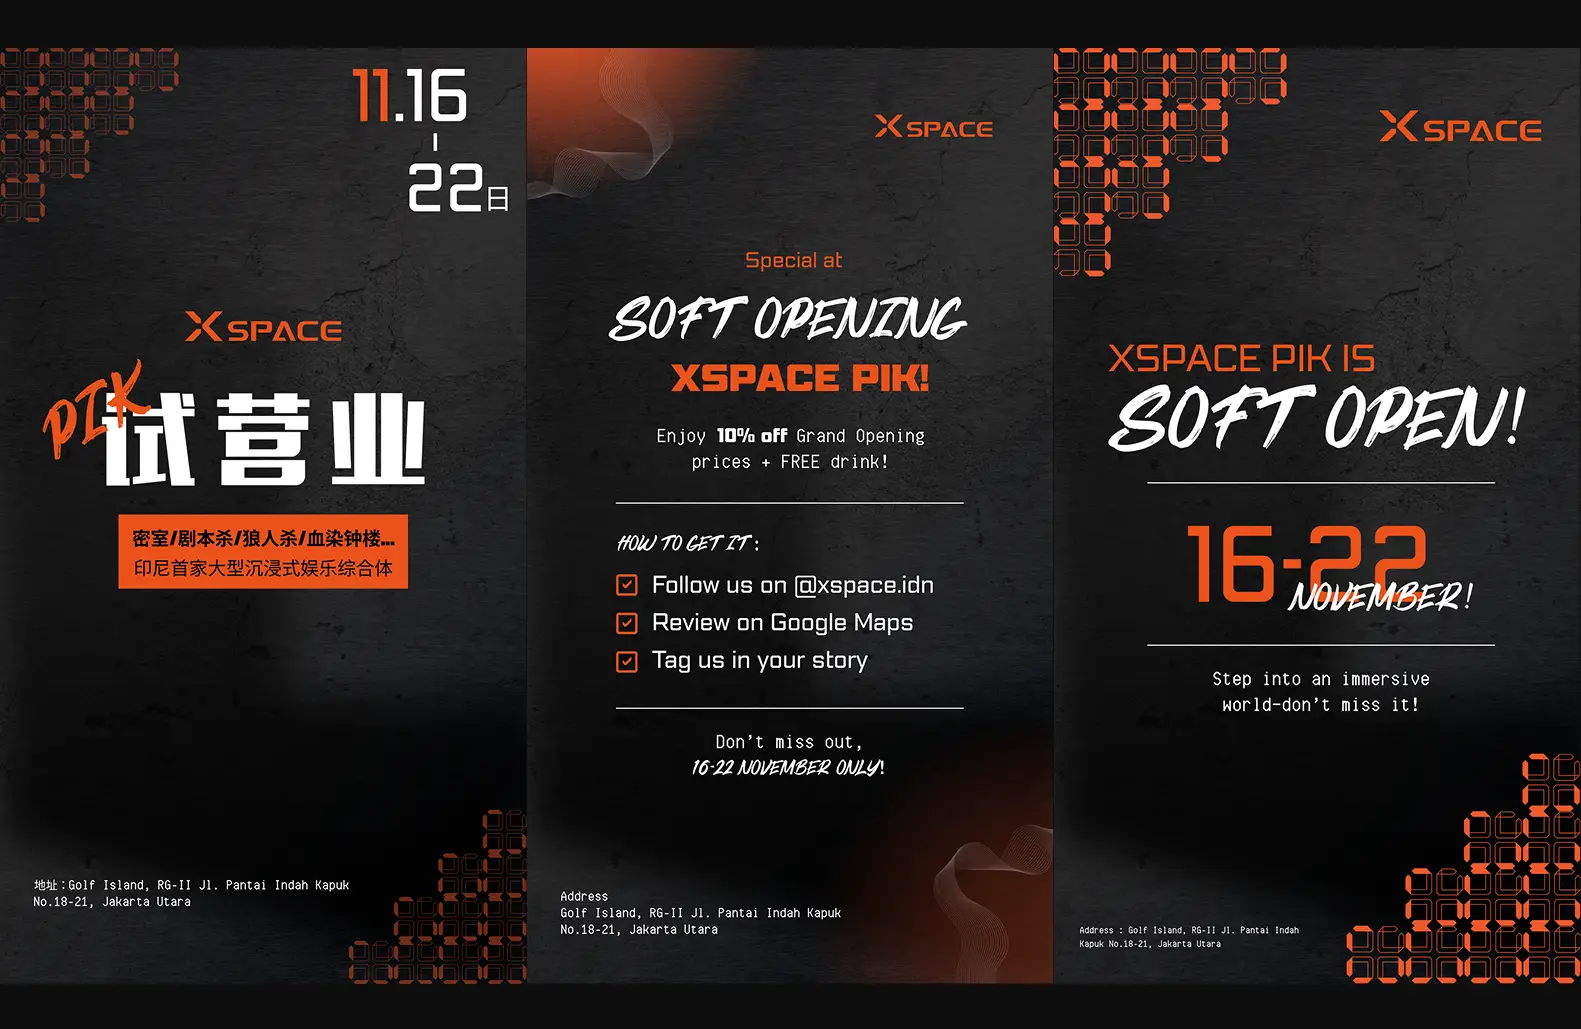 11.16
-
22日
XSPACE
PIK
试营业
密室/剧本杀/狼人杀/血染钟楼...
印尼首家大型沉浸式娱乐综合体
地址：Golf Island, RG-II Jl. Pantai Indah Kapuk
No.18-21, Jakarta Utara
XSPACE
Special at
SOFT OPENING
XSPACE PIK!
Enjoy 10% off Grand Opening
prices + FREE drink!
HOW TO GET IT :
Follow us on @xspace.idn
Review on Google Maps
Tag us in your story
Don't miss out,
16-22 NOVEMBER ONLY!
Address
Golf Island, RG-II Jl. Pantai Indah Kapuk
No.18-21, Jakarta Utara
XSPACE
XSPACE PIK IS
SOFT OPEN!
16-22
NOVEMBER!
Step into an immersive
world-don't miss it!
Address : Golf Island, RG-II Jl. Pantai Indah
Kapuk No.18-21, Jakarta Utara